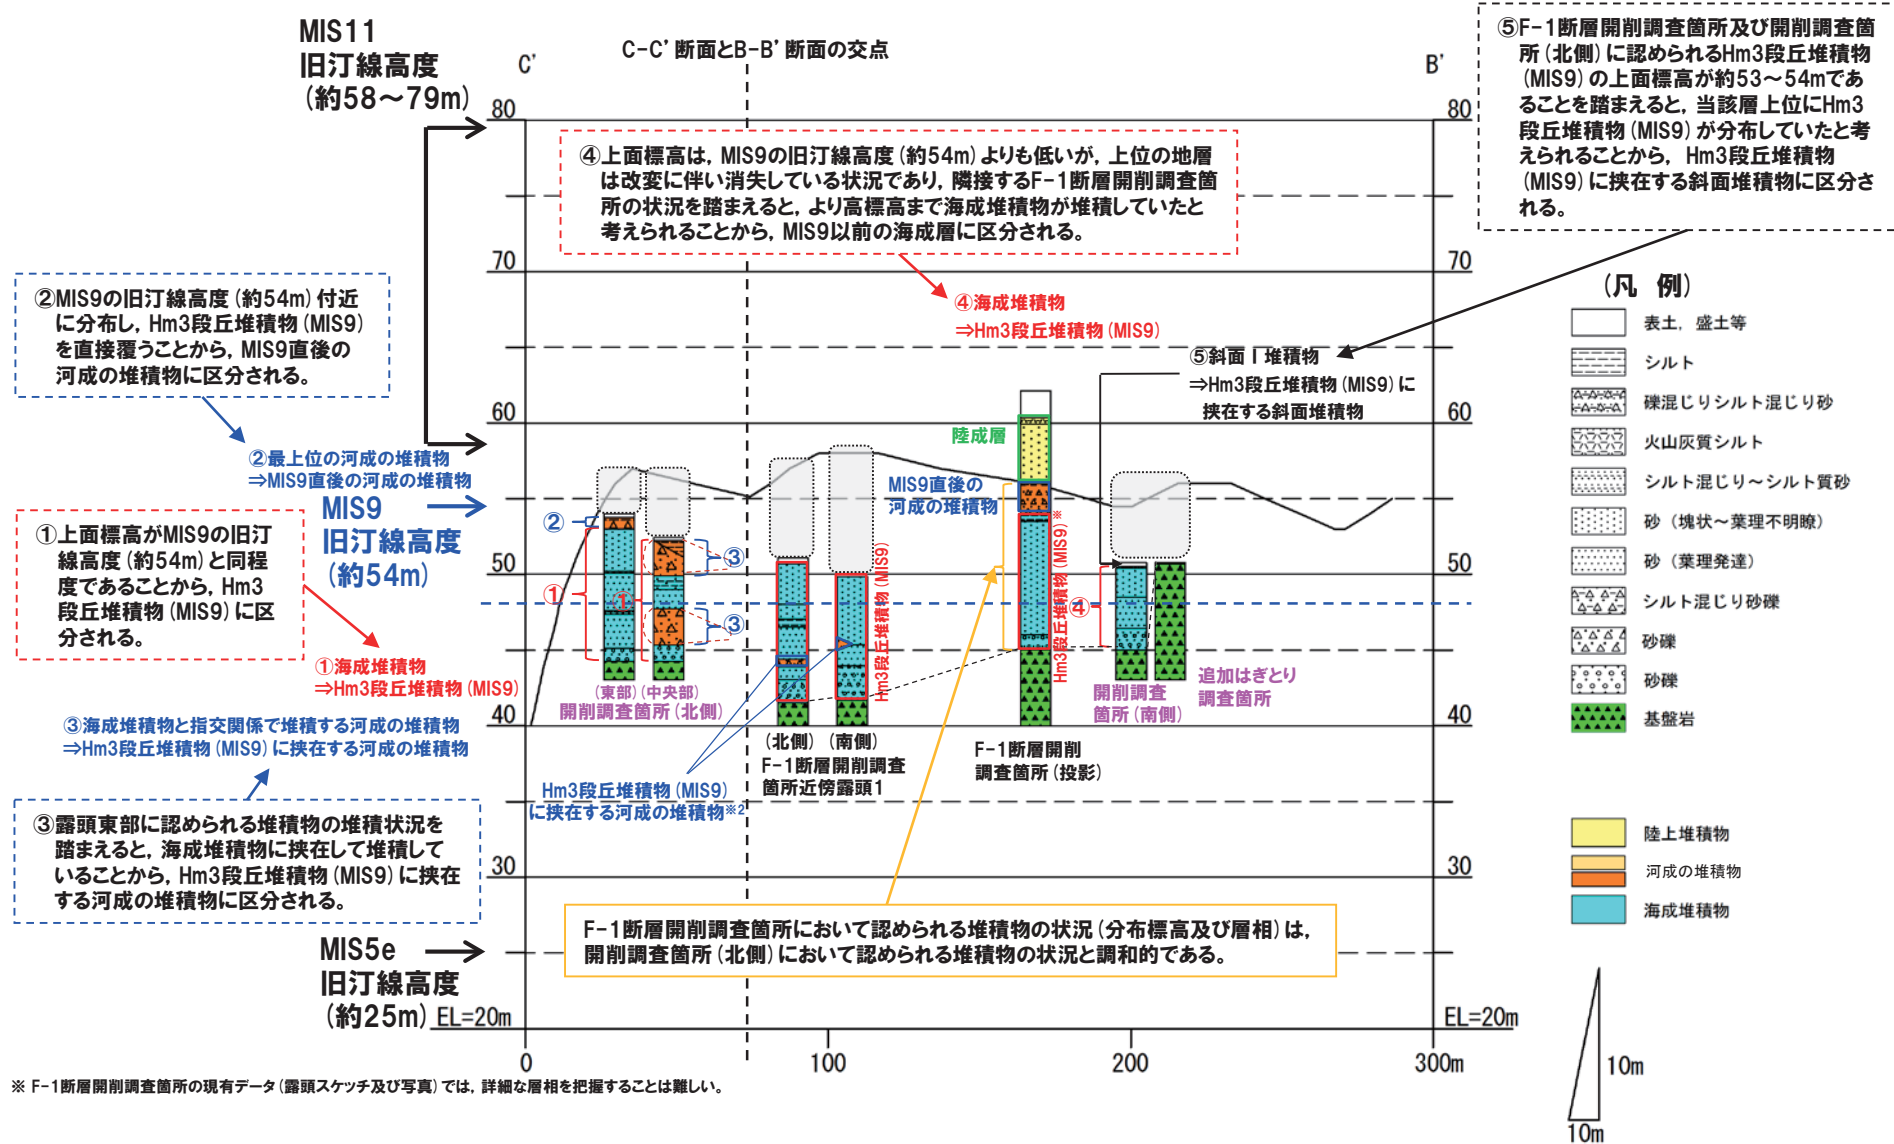 MIS11
旧汀線高度
(約58～79m)
C'
C-C'断面とB-B'断面の交点
B'
⑤F-1断層開削調査箇所及び開削調査箇
所(北側)に認められるHm3段丘堆積物
(MIS9)の上面標高が約53～54mであ
ることを踏まえると，当該層上位にHm3
段丘堆積物(MIS9)が分布していたと考
えられることから， Hm3段丘堆積物
(MIS9)に挟在する斜面堆積物に区分さ
れる。
80
80
④上面標高は，MIS9の旧汀線高度(約54m)よりも低いが，上位の地層
は改変に伴い消失している状況であり，隣接するF-1断層開削調査箇
所の状況を踏まえると，より高標高まで海成堆積物が堆積していたと
考えられることから，MIS9以前の海成層に区分される。
70
70
②MIS9の旧汀線高度(約54m)付近
に分布し，Hm3段丘堆積物(MIS9)
を直接覆うことから，MIS9直後の
河成の堆積物に区分される。
④海成堆積物
⇒Hm3段丘堆積物(MIS9)
⑤斜面Ⅰ堆積物
⇒Hm3段丘堆積物(MIS9)に
挟在する斜面堆積物
60
60
陸成層
②最上位の河成の堆積物
⇒MIS9直後の河成の堆積物
MIS9直後の
河成の堆積物
MIS9
旧汀線高度
(約54m)
①上面標高がMIS9の旧汀
線高度(約54m)と同程
度であることから，Hm3
段丘堆積物(MIS9)に区
分される。
②
③
①
①
③
④
50
50
Hm3段丘堆積物(MIS9)
Hm3段丘堆積物(MIS9)※
①海成堆積物
⇒Hm3段丘堆積物(MIS9)
(東部)(中央部)
開削調査箇所(北側)
開削調査
箇所(南側)
追加はぎとり
調査箇所
③海成堆積物と指交関係で堆積する河成の堆積物
⇒Hm3段丘堆積物(MIS9)に挟在する河成の堆積物
40
40
(北側) (南側)
F-1断層開削調査
箇所近傍露頭1
F-1断層開削
調査箇所(投影)
Hm3段丘堆積物(MIS9)
に挟在する河成の堆積物※2
③露頭東部に認められる堆積物の堆積状況を
踏まえると，海成堆積物に挟在して堆積して
いることから，Hm3段丘堆積物(MIS9)に挟在
する河成の堆積物に区分される。
30
30
F-1断層開削調査箇所において認められる堆積物の状況(分布標高及び層相)は，
開削調査箇所(北側)において認められる堆積物の状況と調和的である。
MIS5e
旧汀線高度
(約25m)
EL=20m
EL=20m
0
100
200
300m
(凡 例)
表土，盛土等
シルト
礫混じりシルト混じり砂
火山灰質シルト
シルト混じり～シルト質砂
砂（塊状～葉理不明瞭）
砂（葉理発達）
シルト混じり砂礫
砂礫
砂礫
基盤岩
陸上堆積物
河成の堆積物
海成堆積物
10m
10m
※ F-1断層開削調査箇所の現有データ(露頭スケッチ及び写真)では，詳細な層相を把握することは難しい。